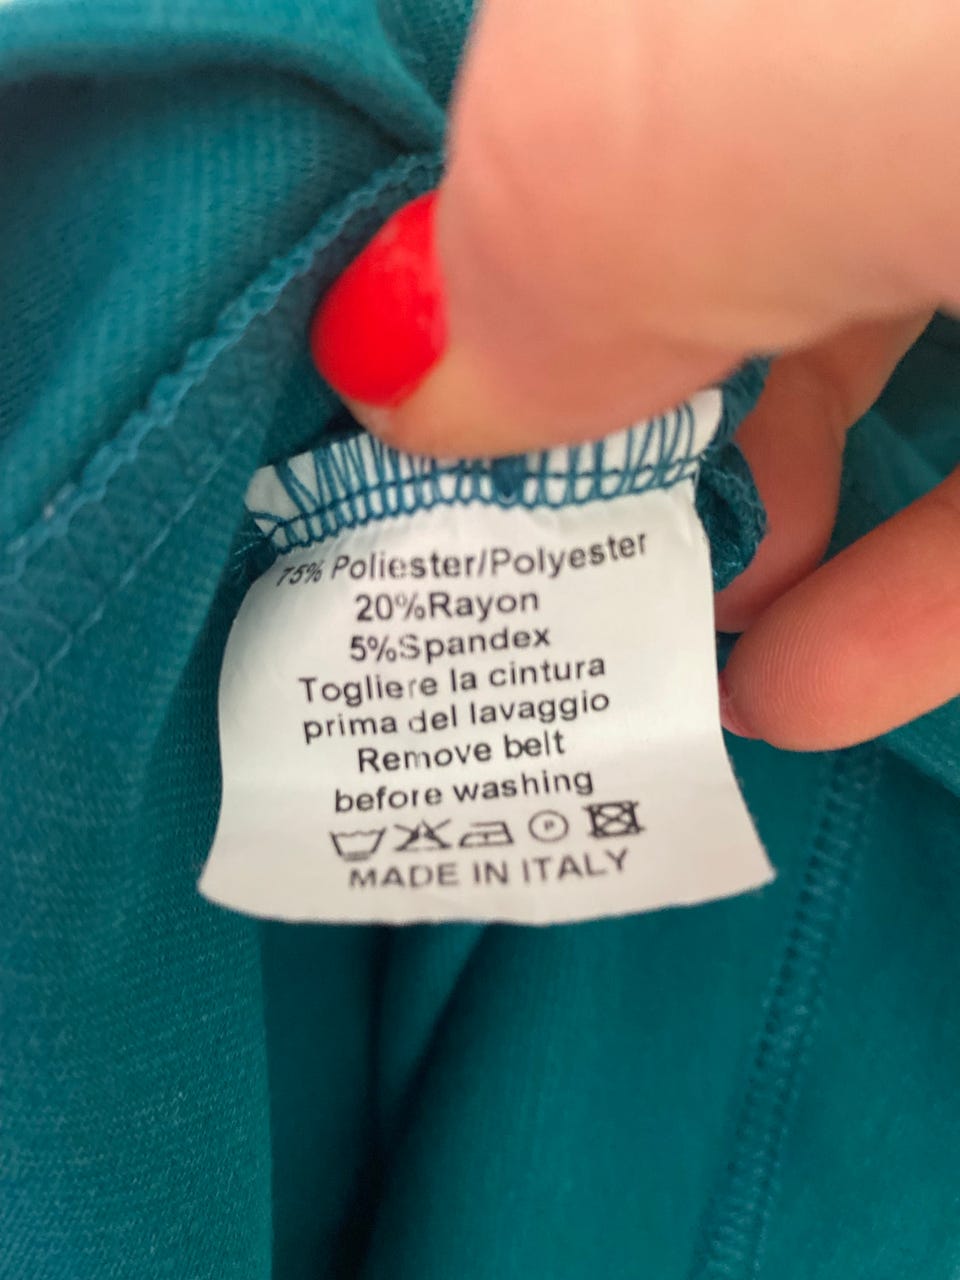 75% Poliester/Polyester
20%Rayon
5%Spandex
Togliere la cintura
prima del lavaggio
Remove belt
before washing
P
MADE IN ITALY